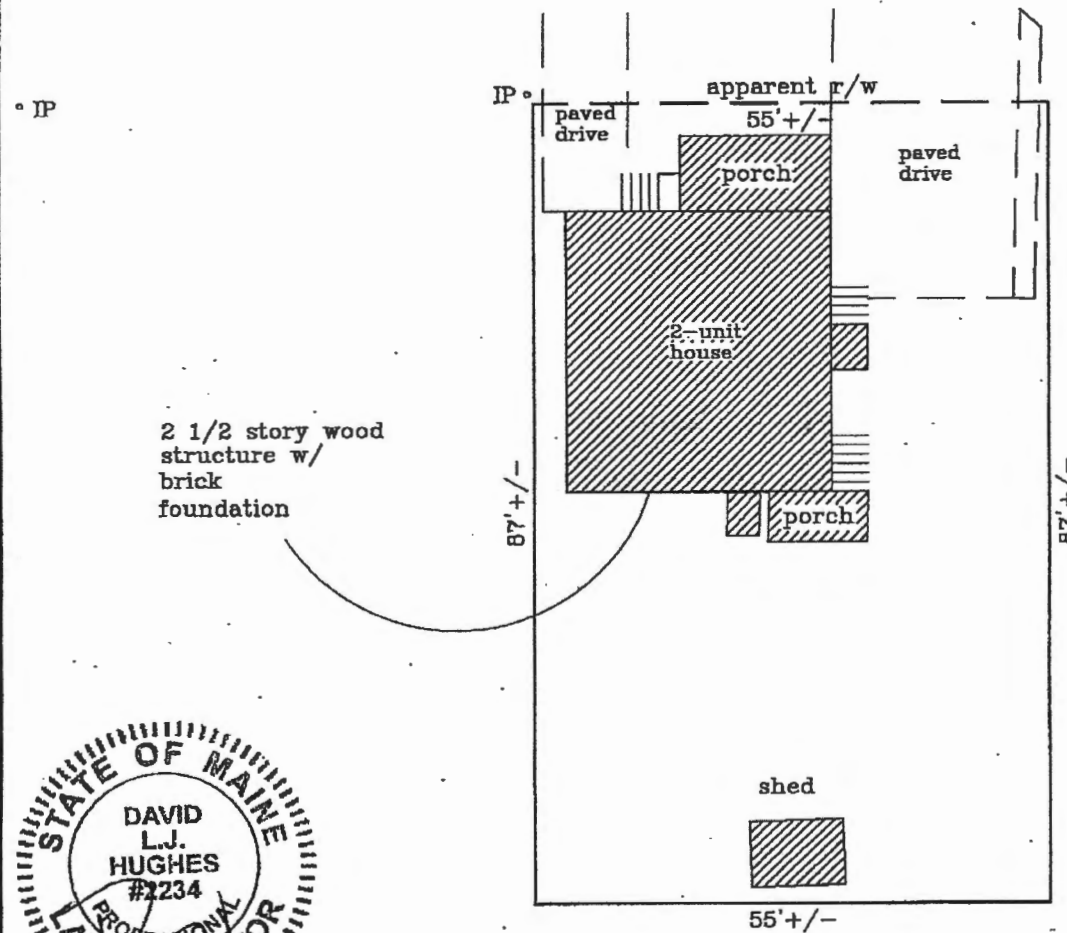 IP
IP
apparent r/w
55'+/-
paved
drive
porch
paved
drive
2-unit
house
2 1/2 story wood
structure w/
brick
foundation
87'+/-
87'+/-
porch
shed
55'+/-
STATE OF MAINE
DAVID
L.J.
HUGHES
#2234